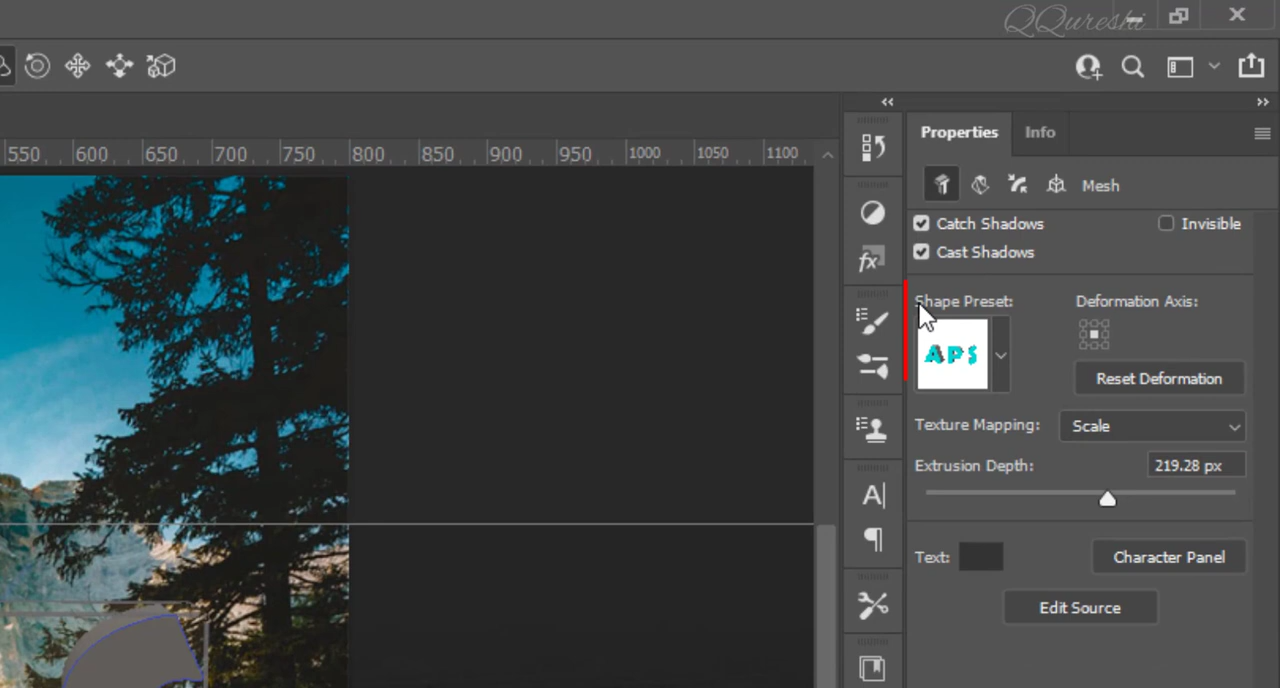 QQureshi
550 600 650 700 750 800 850 900 950 1000 1050 1100
Properties Info
Mesh
Catch Shadows Invisible
Cast Shadows
Shape Preset: Deformation Axis:
APS
Reset Deformation
Texture Mapping: Scale
Extrusion Depth: 219.28 px
Text: Character Panel
Edit Source